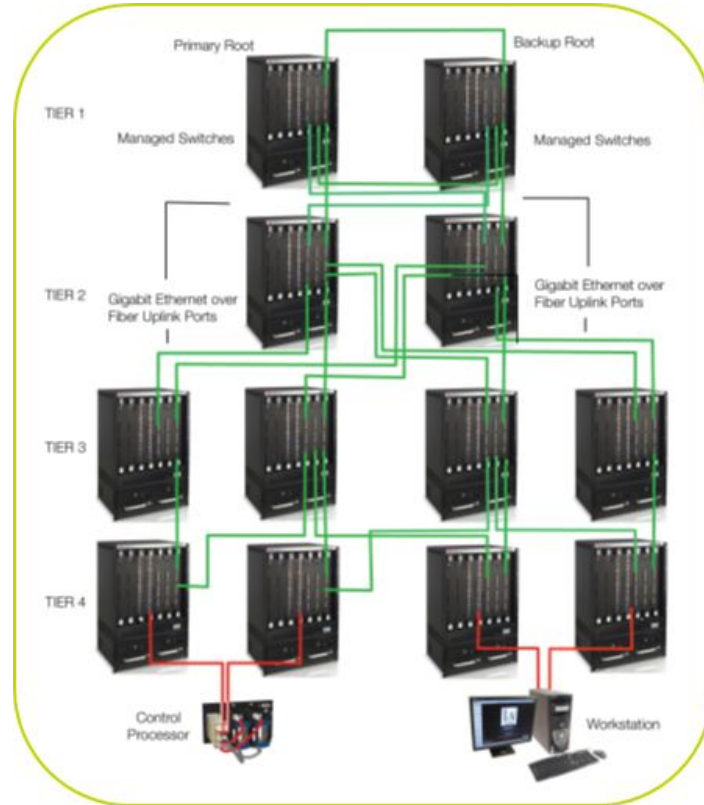 Primary Root
Backup Root
TIER 1
Managed Switches
Managed Switches
TIER 2
Gigabit Ethernet over
Fiber Uplink Ports
Gigabit Ethernet over
Fiber Uplink Ports
TIER 3
TIER 4
Control
Processor
Workstation